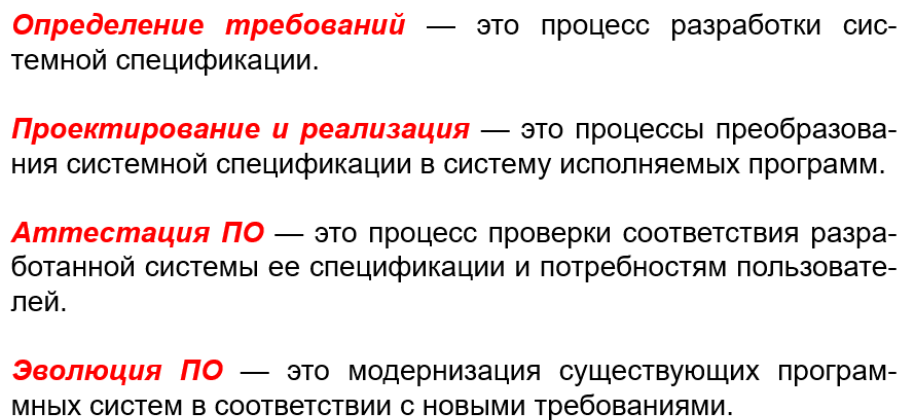 Определение требований — это процесс разработки сис-
темной спецификации.
Проектирование и реализация — это процессы преобразова-
ния системной спецификации в систему исполняемых программ.
Аттестация ПО — это процесс проверки соответствия разра-
ботанной системы ее спецификации и потребностям пользовате-
лей.
Эволюция ПО — это модернизация существующих програм-
мных систем в соответствии с новыми требованиями.